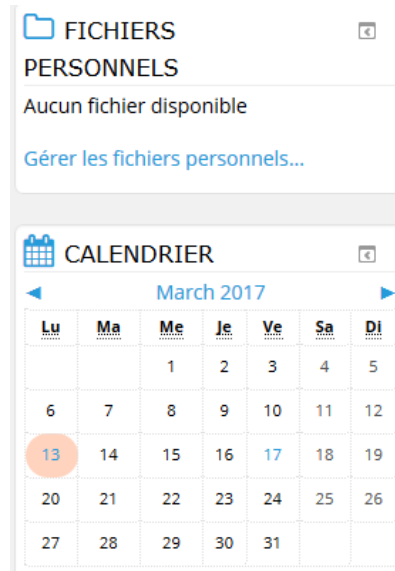 FICHIERS
PERSONNELS
Aucun fichier disponible
Gérer les fichiers personnels...
CALENDRIER
◄ March 2017 ►
Lu Ma Me Je Ve Sa Di
1 2 3 4 5
6 7 8 9 10 11 12
13 14 15 16 17 18 19
20 21 22 23 24 25 26
27 28 29 30 31